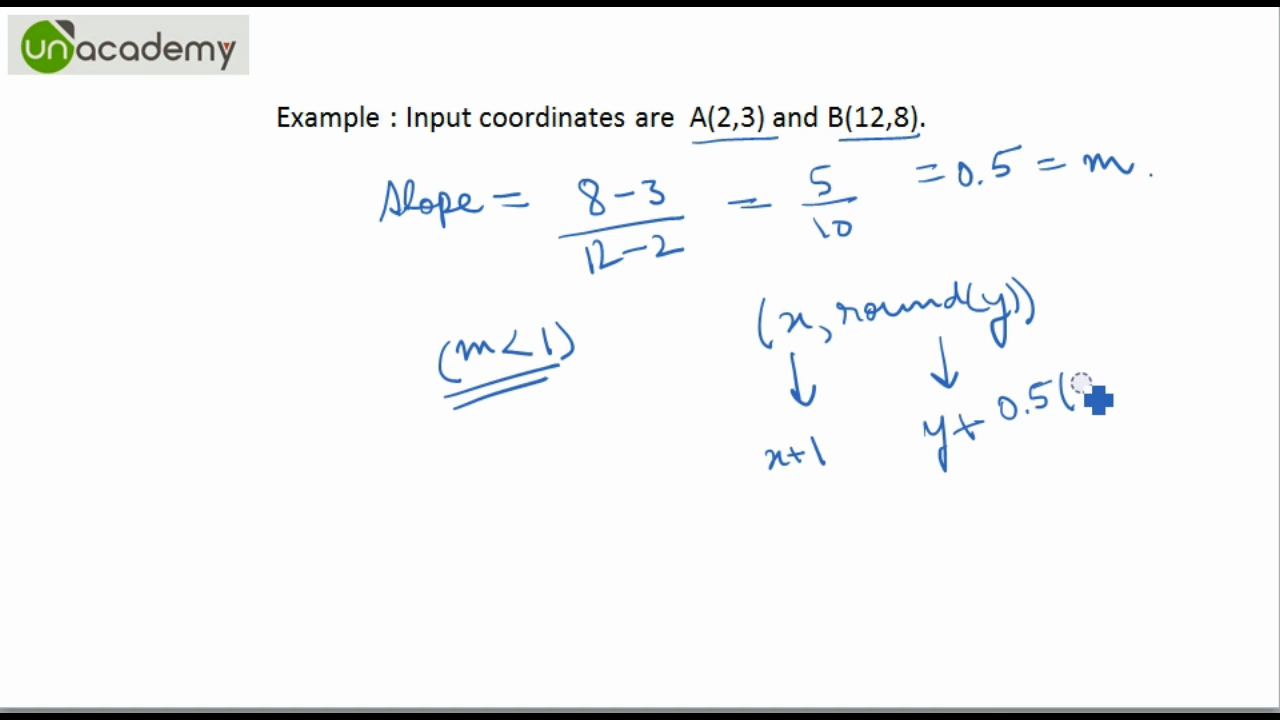 unacademy
Example : Input coordinates are A(2,3) and B(12,8).
Slope = 8-3 / 12-2 = 5/10 = 0.5 = m.
(m<1)
(x, round(y))
↓ ↓
x+1 y+0.5(